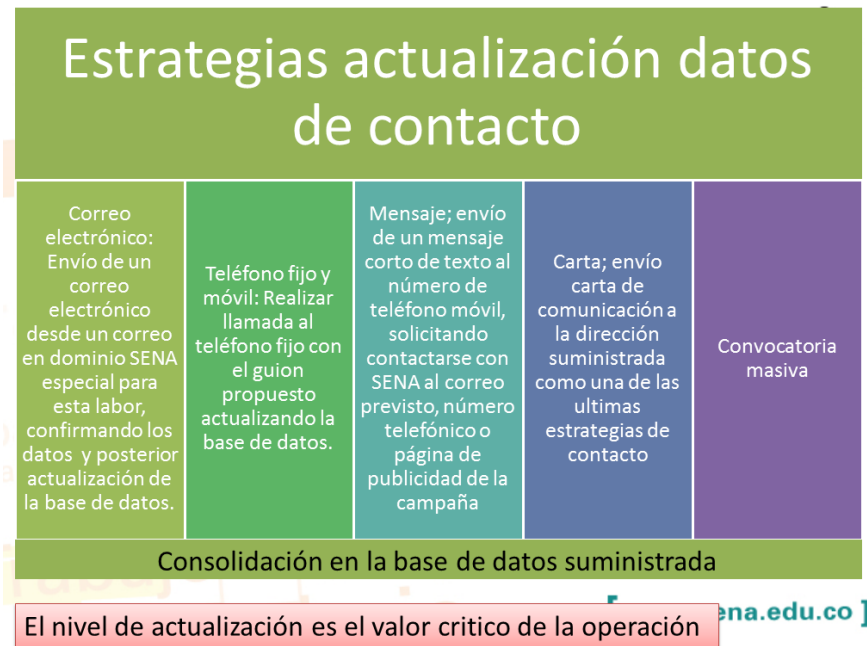 Estrategias actualización datos
de contacto
Correo
electrónico:
Envío de un
correo
electrónico
desde un correo
en dominio SENA
especial para
esta labor,
confirmando los
datos y posterior
actualización de
la base de datos.
Teléfono fijo y
móvil: Realizar
llamada al
teléfono fijo con
el guion
propuesto
actualizando la
base de datos.
Mensaje; envío
de un mensaje
corto de texto al
número de
teléfono móvil,
solicitando
contactarse con
SENA al correo
previsto, número
telefónico o
página de
publicidad de la
campaña
Carta; envío
carta de
comunicación a
la dirección
suministrada
como una de las
ultimas
estrategias de
contacto
Convocatoria
masiva
Consolidación en la base de datos suministrada
El nivel de actualización es el valor critico de la operación
ena.edu.co ]